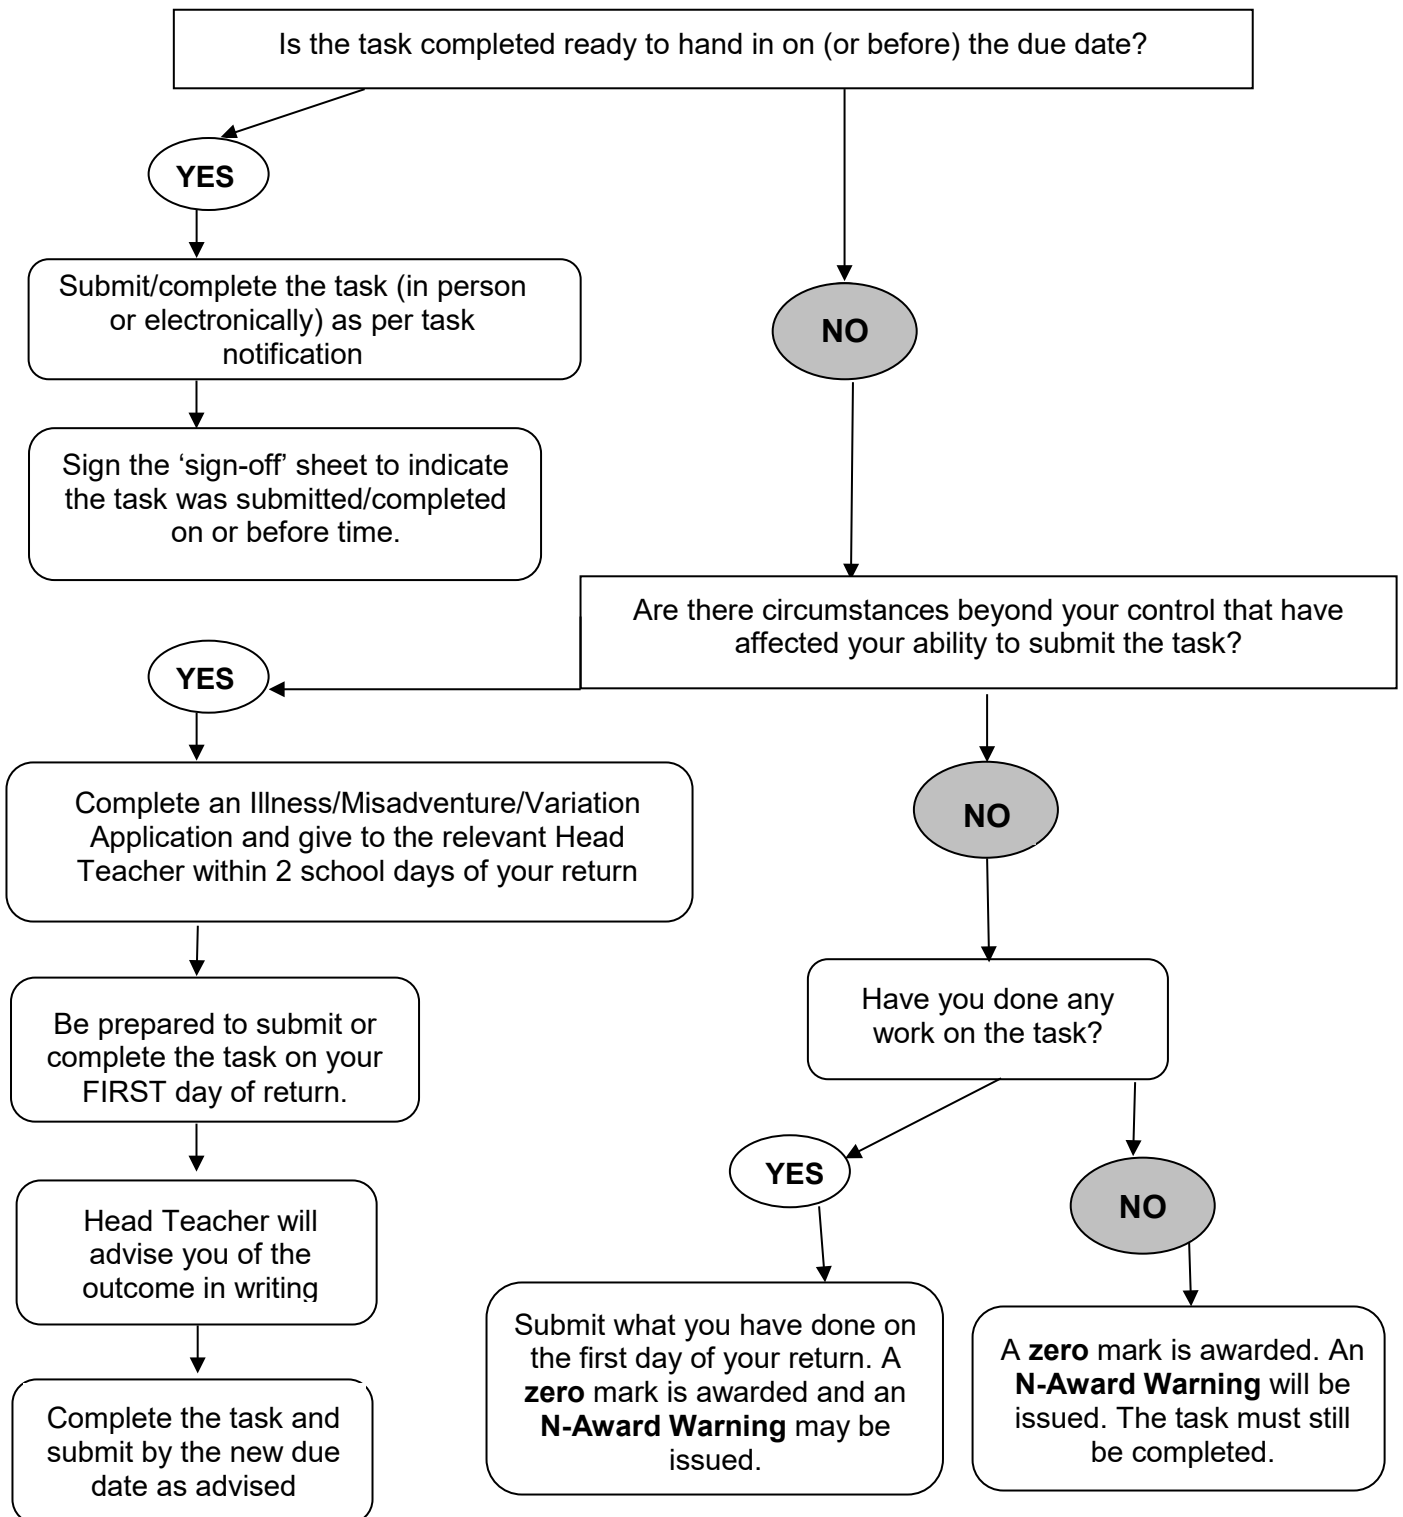 Is the task completed ready to hand in on (or before) the due date?
YES
Submit/complete the task (in person
or electronically) as per task
notification
Sign the ‘sign-off’ sheet to indicate
the task was submitted/completed
on or before time.
NO
Are there circumstances beyond your control that have
affected your ability to submit the task?
YES
Complete an Illness/Misadventure/Variation
Application and give to the relevant Head
Teacher within 2 school days of your return
Be prepared to submit or
complete the task on your
FIRST day of return.
Head Teacher will
advise you of the
outcome in writing
Complete the task and
submit by the new due
date as advised
NO
Have you done any
work on the task?
YES
Submit what you have done on
the first day of your return. A
zero mark is awarded and an
N-Award Warning may be
issued.
NO
A zero mark is awarded. An
N-Award Warning will be
issued. The task must still
be completed.